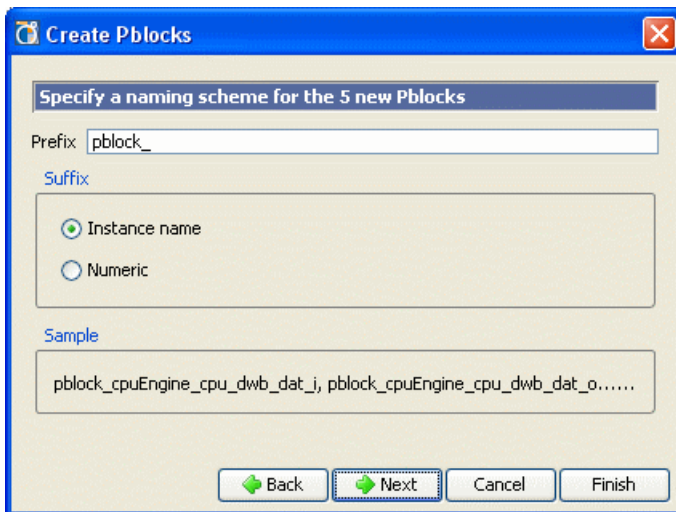 Create Pblocks
Specify a naming scheme for the 5 new Pblocks
Prefix pblock_
Suffix
Instance name
Numeric
Sample
pblock_cpuEngine_cpu_dwb_dat_i, pblock_cpuEngine_cpu_dwb_dat_o......
Back Next Cancel Finish